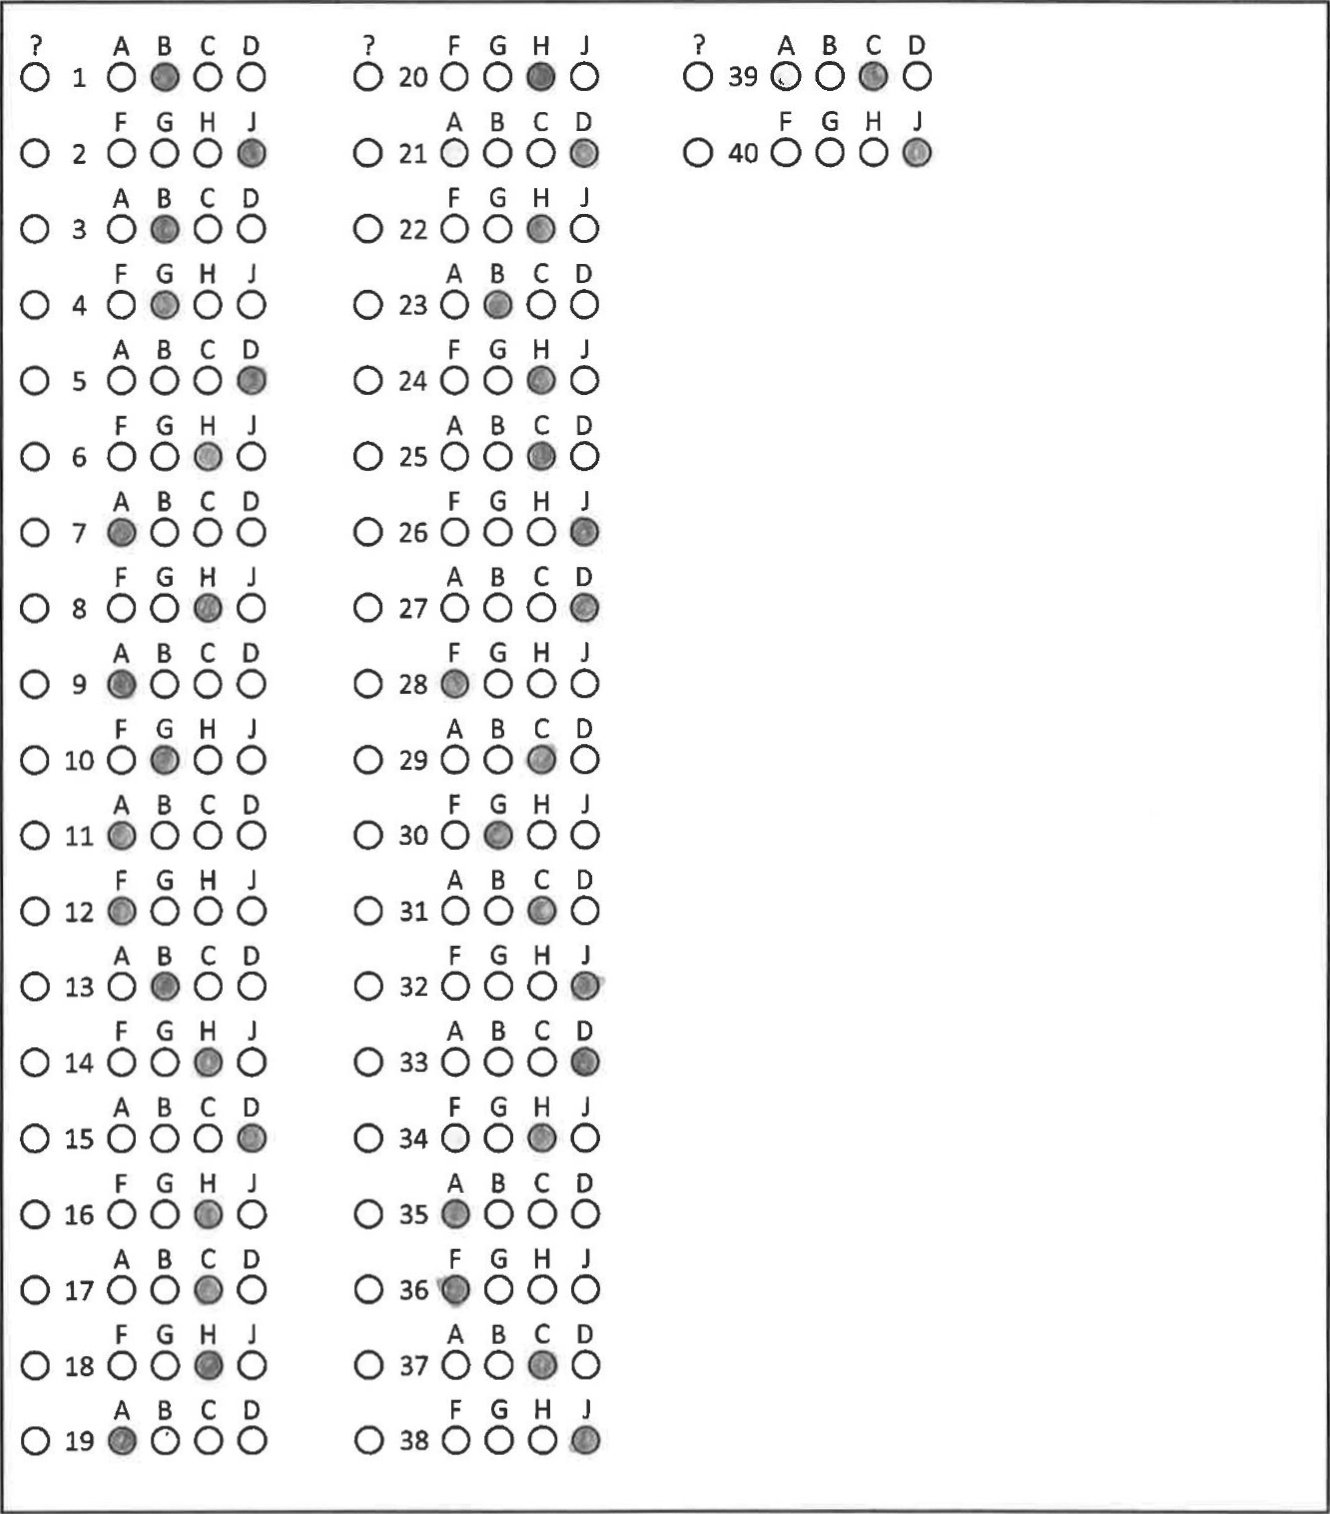 ? A B C D
1
F G H J
2
A B C D
3
F G H J
4
A B C D
5
F G H J
6
A B C D
7
F G H J
8
A B C D
9
F G H J
10
A B C D
11
F G H J
12
A B C D
13
F G H J
14
A B C D
15
F G H J
16
A B C D
17
F G H J
18
A B C D
19
? F G H J
20
A B C D
21
F G H J
22
A B C D
23
F G H J
24
A B C D
25
F G H J
26
A B C D
27
F G H J
28
A B C D
29
F G H J
30
A B C D
31
F G H J
32
A B C D
33
F G H J
34
A B C D
35
F G H J
36
A B C D
37
F G H J
38
? A B C D
39
F G H J
40